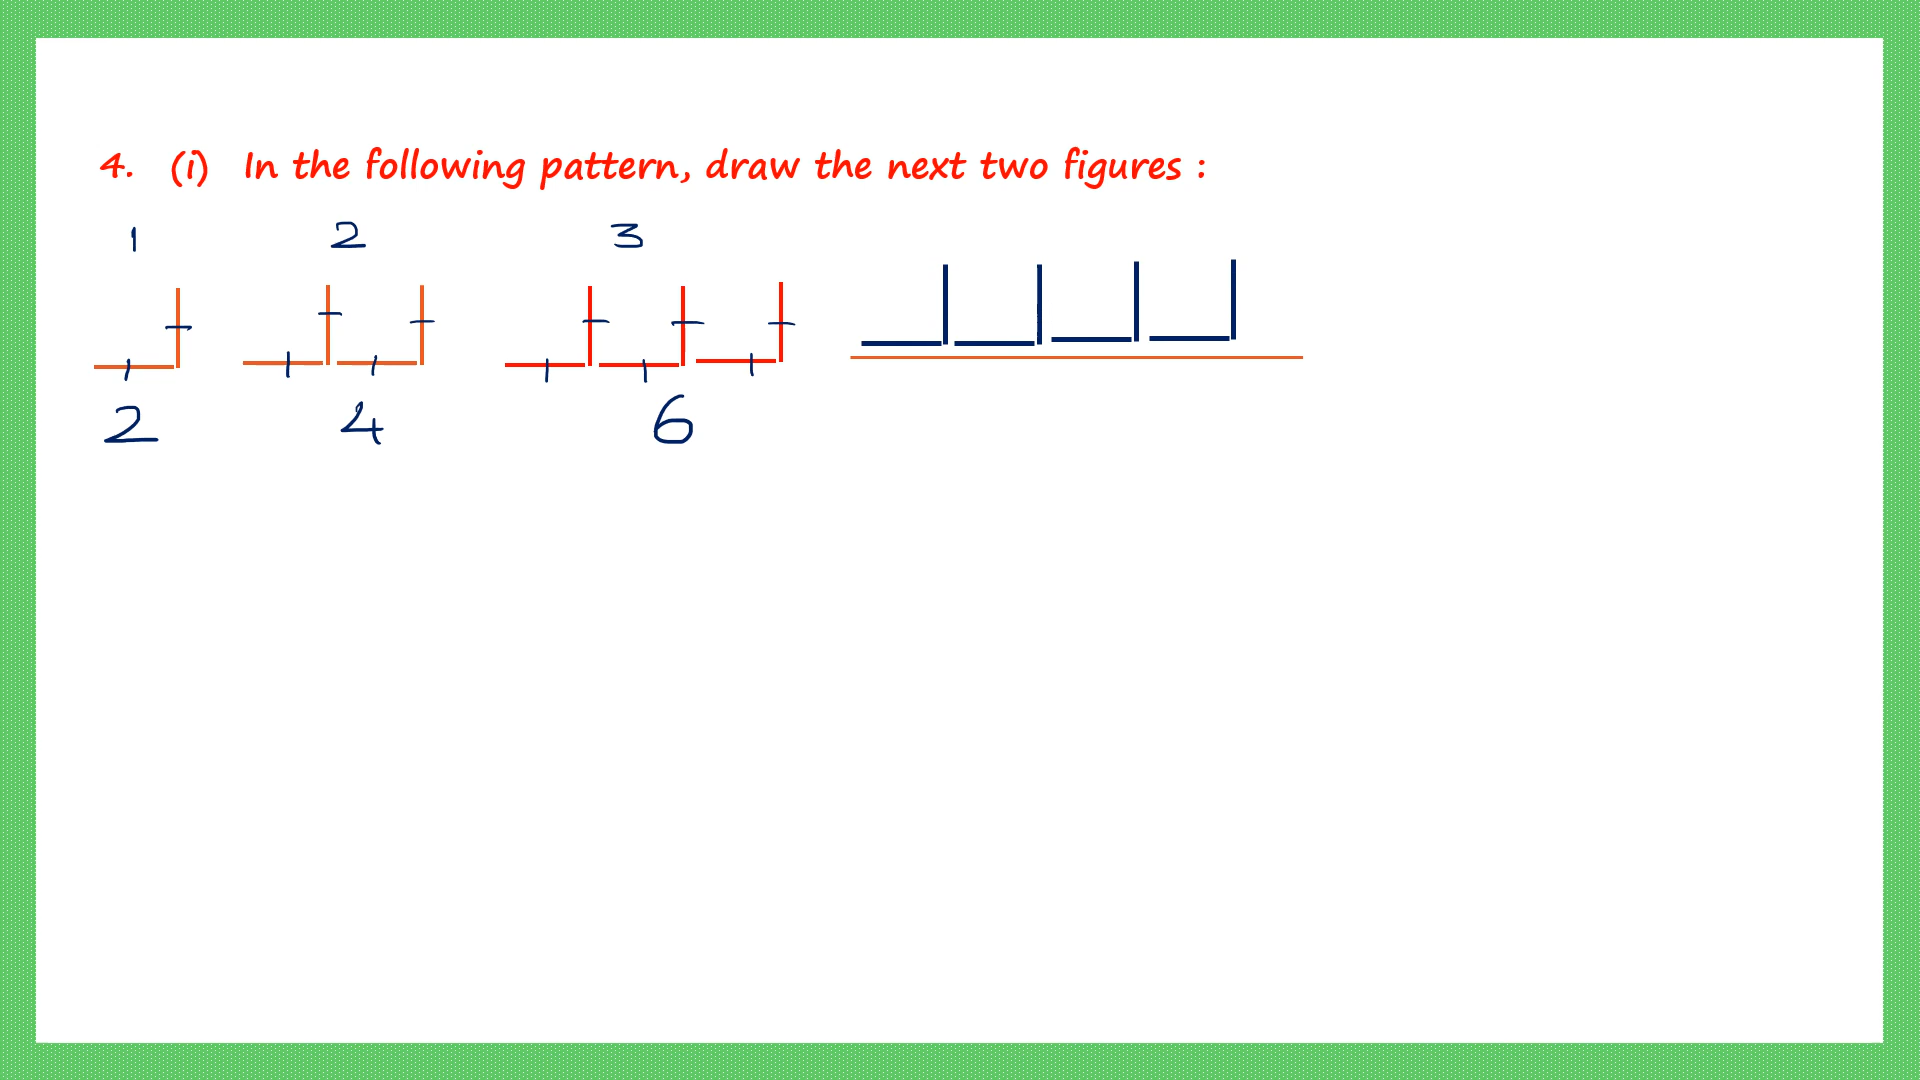 4. (i) In the following pattern, draw the next two figures :
1 2 3
2 4 6